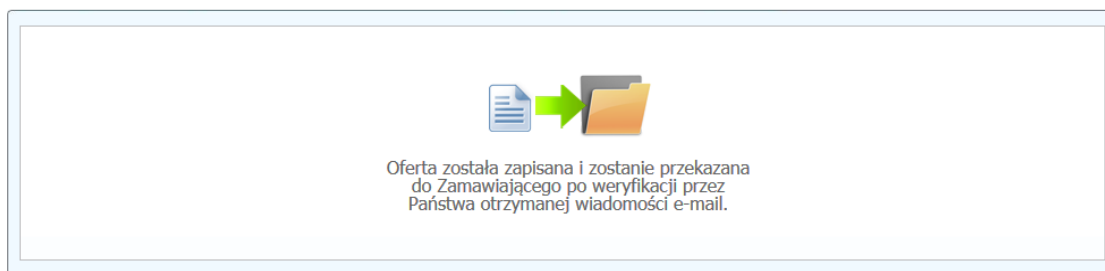 Oferta została zapisana i zostanie przekazana
do Zamawiającego po weryfikacji przez
Państwa otrzymanej wiadomości e-mail.